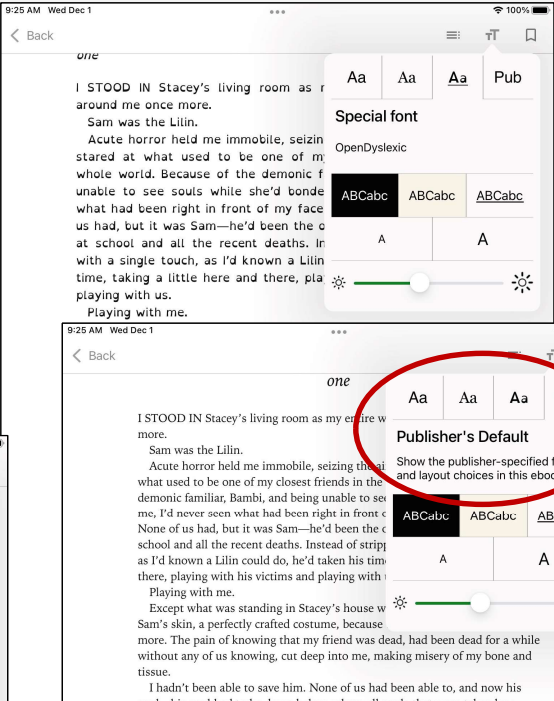 9:25 AM Wed Dec 1
100%
Back
one
Aa Aa Aa Pub
Special font
OpenDyslexic
ABCabc ABCabc ABCabc
A A
I STOOD IN Stacey's living room as
around me once more.
Sam was the Lilin.
Acute horror held me immobile,
stared at what used to be one of
whole world. Because of the demonic
unable to see souls while she'd
what had been right in front of my face
us had, but it was Sam—he'd been the
at school and all the recent deaths.
with a single touch, as I'd known a Lilin
time, taking a little here and there,
playing with us.
Playing with me.
9:25 AM Wed Dec 1
Back
one
Aa Aa Aa
Publisher's Default
Show the publisher-specified
and layout choices in this
ABCabc ABCabc
A A
I STOOD IN Stacey's living room as my entire
more.
Sam was the Lilin.
Acute horror held me immobile, seizing the
what used to be one of my closest friends in the
demonic familiar, Bambi, and being unable to
me, I'd never seen what had been right in front
None of us had, but it was Sam—he'd been the
school and all the recent deaths. Instead of
as I'd known a Lilin could do, he'd taken his
there, playing with his victims and playing with
Playing with me.
Except what was standing in Stacey's house
Sam's skin, a perfectly crafted costume, because
more. The pain of knowing that my friend was dead, had been dead for a while
without any of us knowing, cut deep into me, making misery of my bone and
tissue.
I hadn't been able to save him. None of us had been able to, and now his